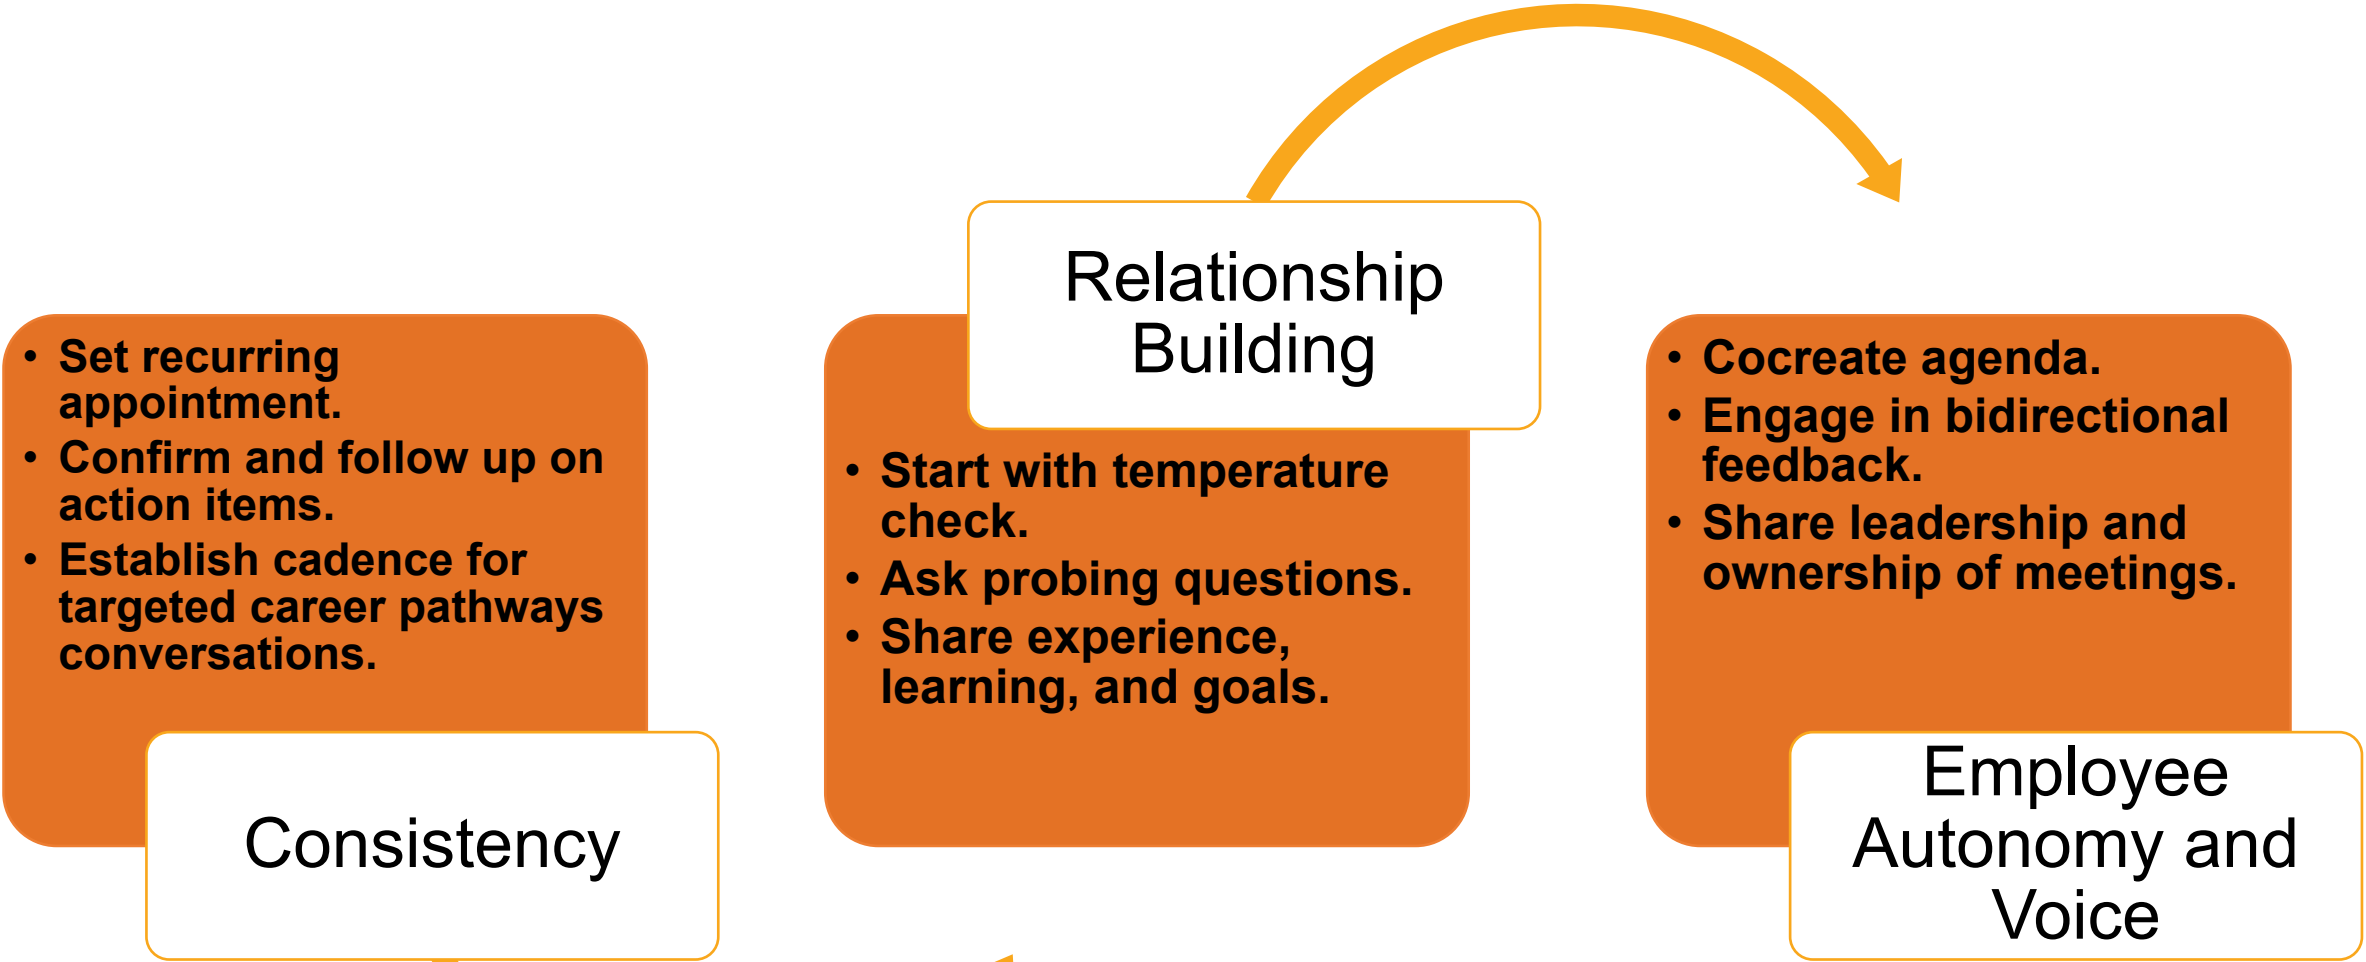 • Set recurring
appointment.
• Confirm and follow up on
action items.
• Establish cadence for
targeted career pathways
conversations.
Consistency
Relationship
Building
• Start with temperature
check.
• Ask probing questions.
• Share experience,
learning, and goals.
• Cocreate agenda.
• Engage in bidirectional
feedback.
• Share leadership and
ownership of meetings.
Employee
Autonomy and
Voice